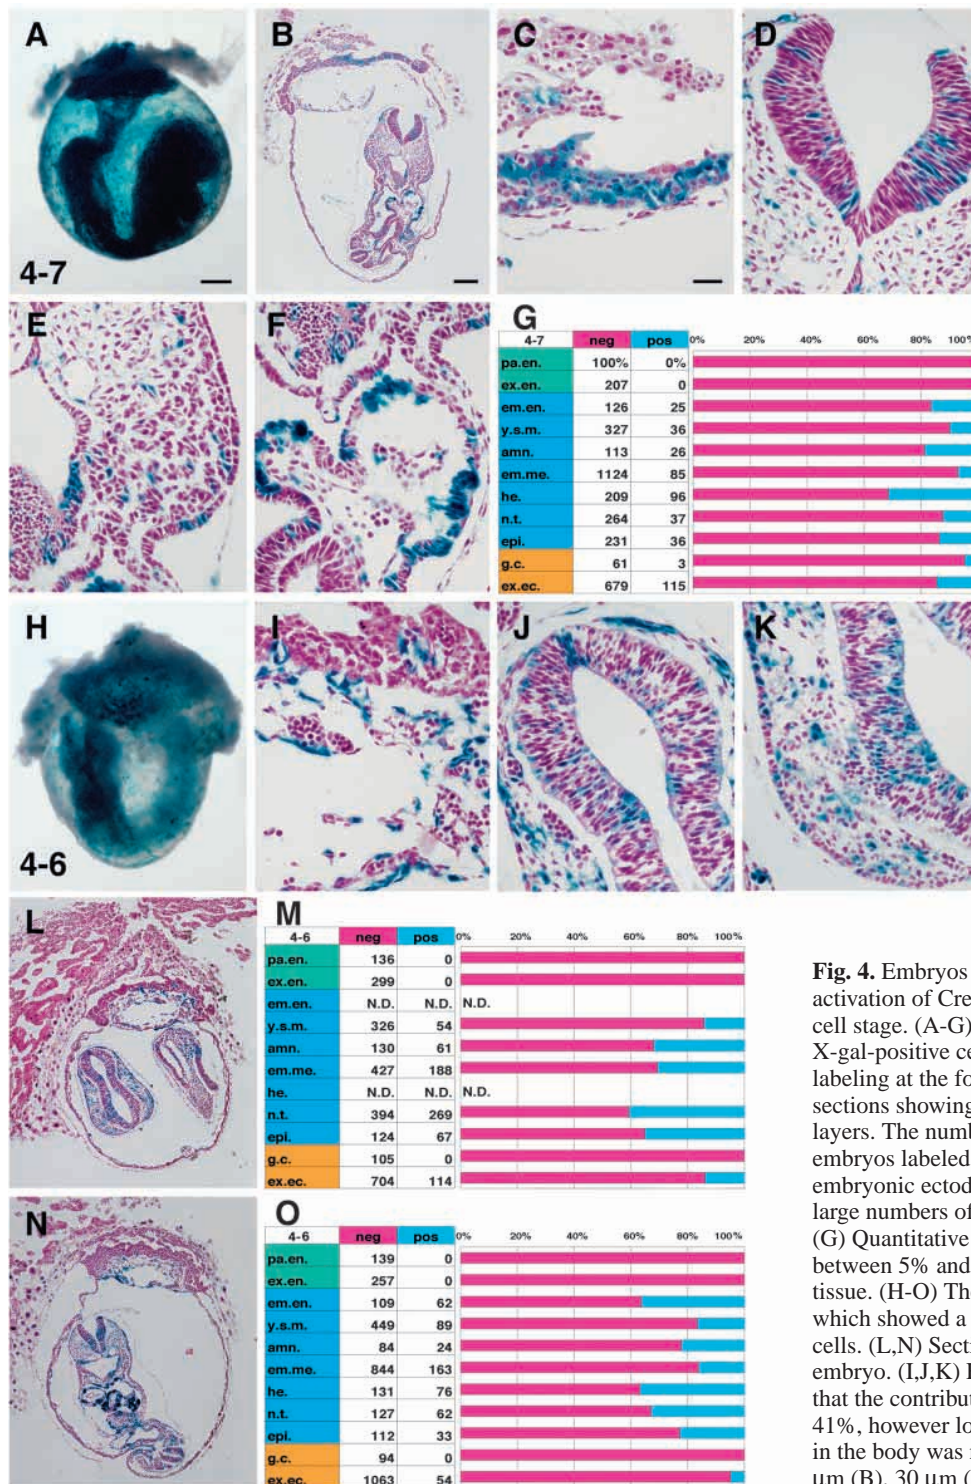 A
B
C
D
4-7
E
F
G
4-7 neg pos 0% 20% 40% 60% 80% 100%
pa.en. 100% 0%
ex.en. 207 0
em.en. 126 25
y.s.m. 327 36
amn. 113 26
em.me. 1124 85
he. 209 96
n.t. 264 37
epi. 231 36
g.c. 61 3
ex.ec. 679 115
H
I
J
K
4-6
L
M
4-6 neg pos 0% 20% 40% 60% 80% 100%
pa.en. 136 0
ex.en. 299 0
em.en. N.D. N.D. N.D.
y.s.m. 326 54
amn. 130 61
em.me. 427 188
he. N.D. N.D. N.D.
n.t. 394 269
epi. 124 67
g.c. 105 0
ex.ec. 704 114
N
O
4-6 neg pos 0% 20% 40% 60% 80% 100%
pa.en. 139 0
ex.en. 257 0
em.en. 109 62
y.s.m. 449 89
amn. 84 24
em.me. 844 163
he. 131 76
n.t. 127 62
epi. 112 33
g.c. 94 0
ex.ec. 1063 54
Fig. 4. Embryos
activation of Cre
cell stage. (A-G)
X-gal-positive ce
labeling at the fo
sections showing
layers. The numb
embryos labeled
embryonic ectod
large numbers of
(G) Quantitative
between 5% and
tissue. (H-O) The
which showed a
cells. (L,N) Secti
embryo. (I,J,K)
that the contribut
41%, however lo
in the body was
µm (B), 30 µm (